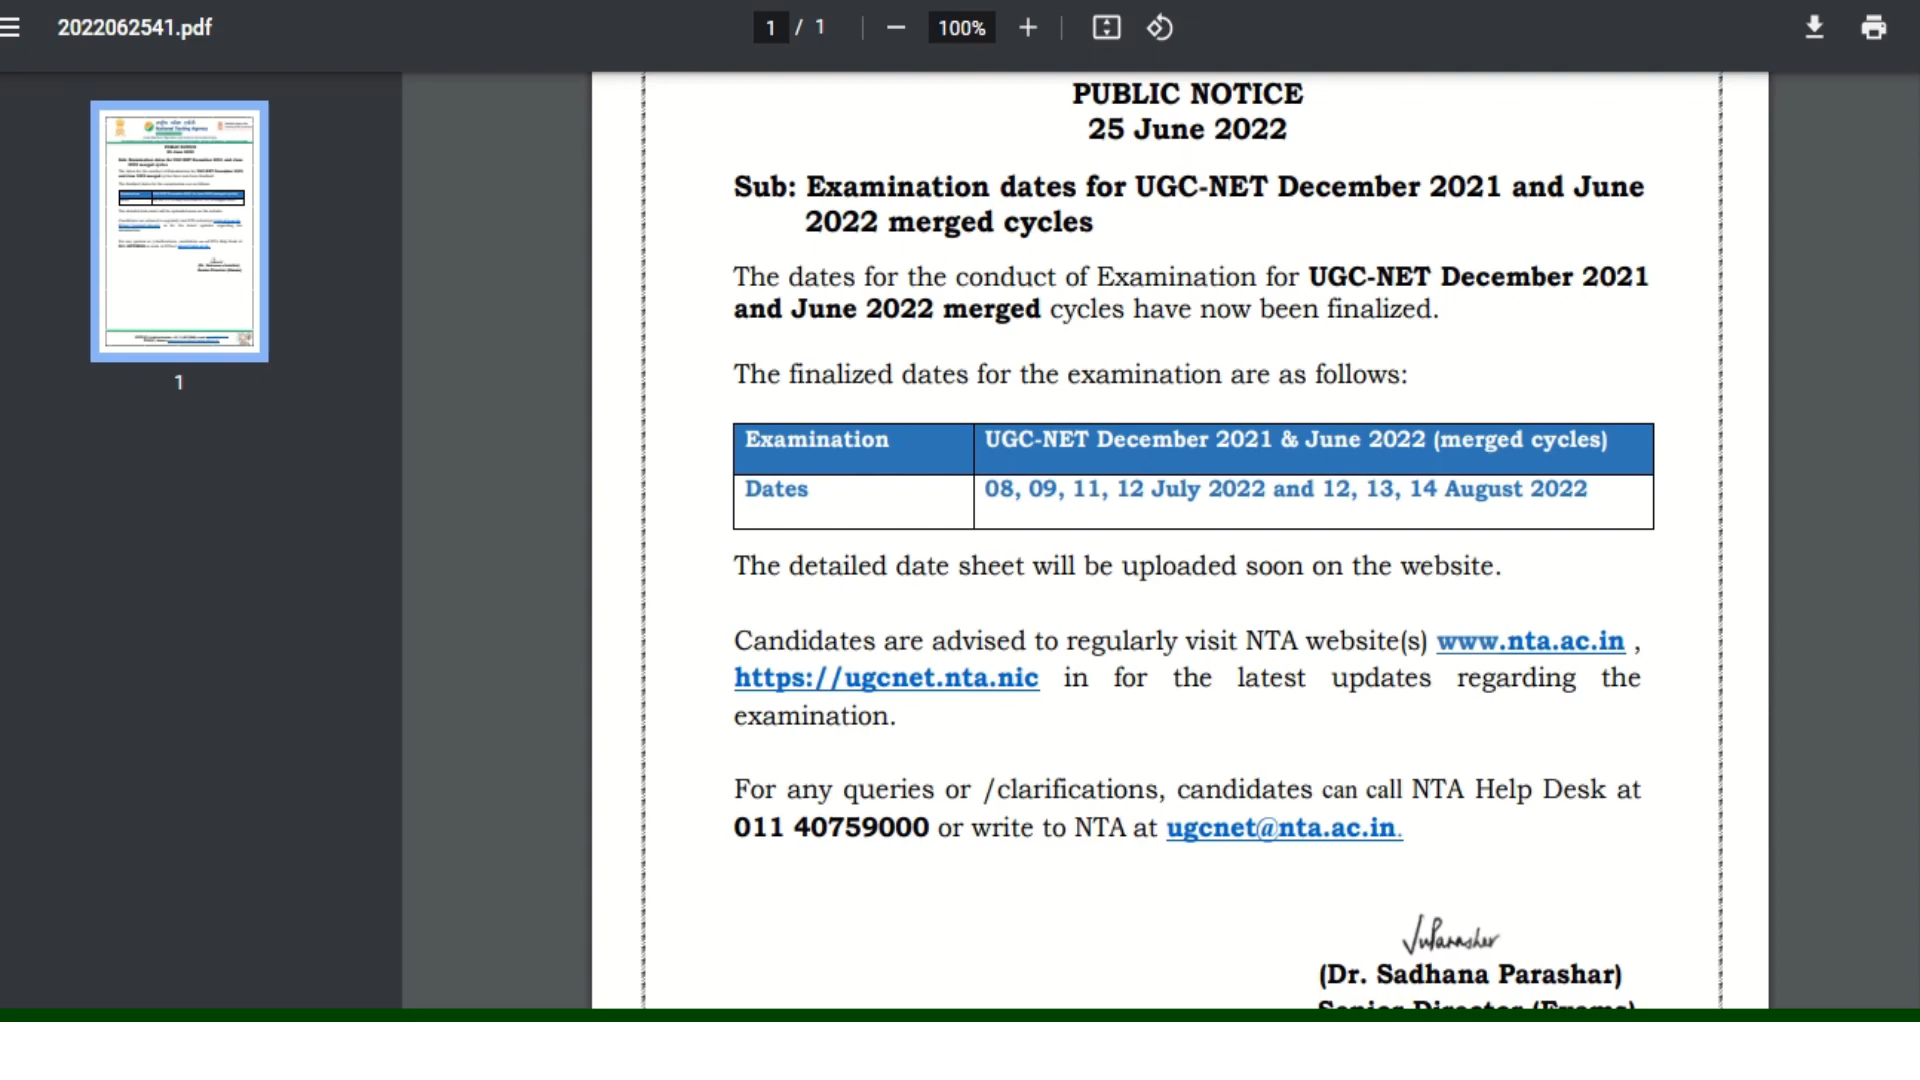 2022062541.pdf
1 / 1
100%
1
PUBLIC NOTICE
25 June 2022
Sub: Examination dates for UGC-NET December 2021 and June
2022 merged cycles
The dates for the conduct of Examination for UGC-NET December 2021
and June 2022 merged cycles have now been finalized.
The finalized dates for the examination are as follows:
Examination UGC-NET December 2021 & June 2022 (merged cycles)
Dates 08, 09, 11, 12 July 2022 and 12, 13, 14 August 2022
The detailed date sheet will be uploaded soon on the website.
Candidates are advised to regularly visit NTA website(s) www.nta.ac.in ,
https://ugcnet.nta.nic in for the latest updates regarding the
examination.
For any queries or /clarifications, candidates can call NTA Help Desk at
011 40759000 or write to NTA at ugcnet@nta.ac.in.
(Dr. Sadhana Parashar)
Senior Director (Exams)